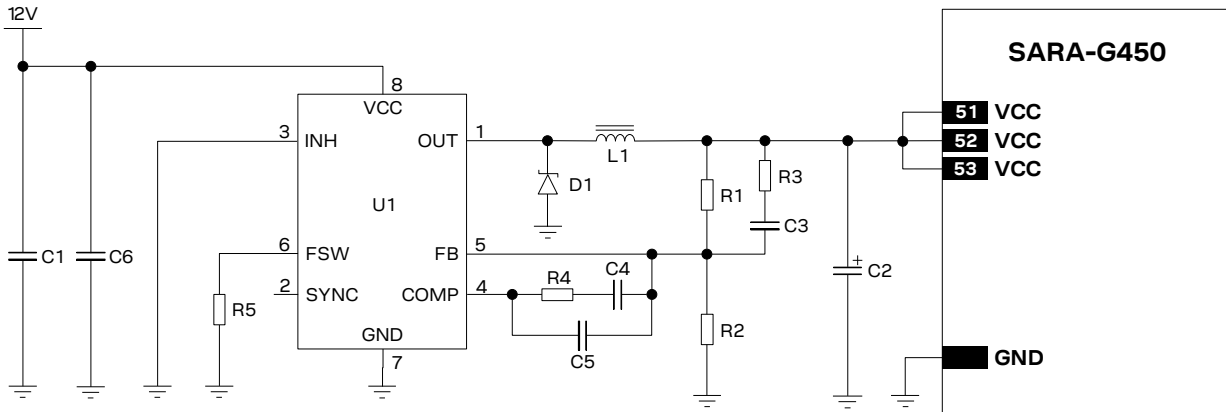 12V
SARA-G450
8
VCC
51 VCC
3 INH
OUT 1
52 VCC
L1
53 VCC
D1
R1
R3
U1
C3
C1
C6
6 FSW
FB 5
C2
+
R4
C4
2 SYNC
COMP 4
R5
R2
GND
C5
7
GND